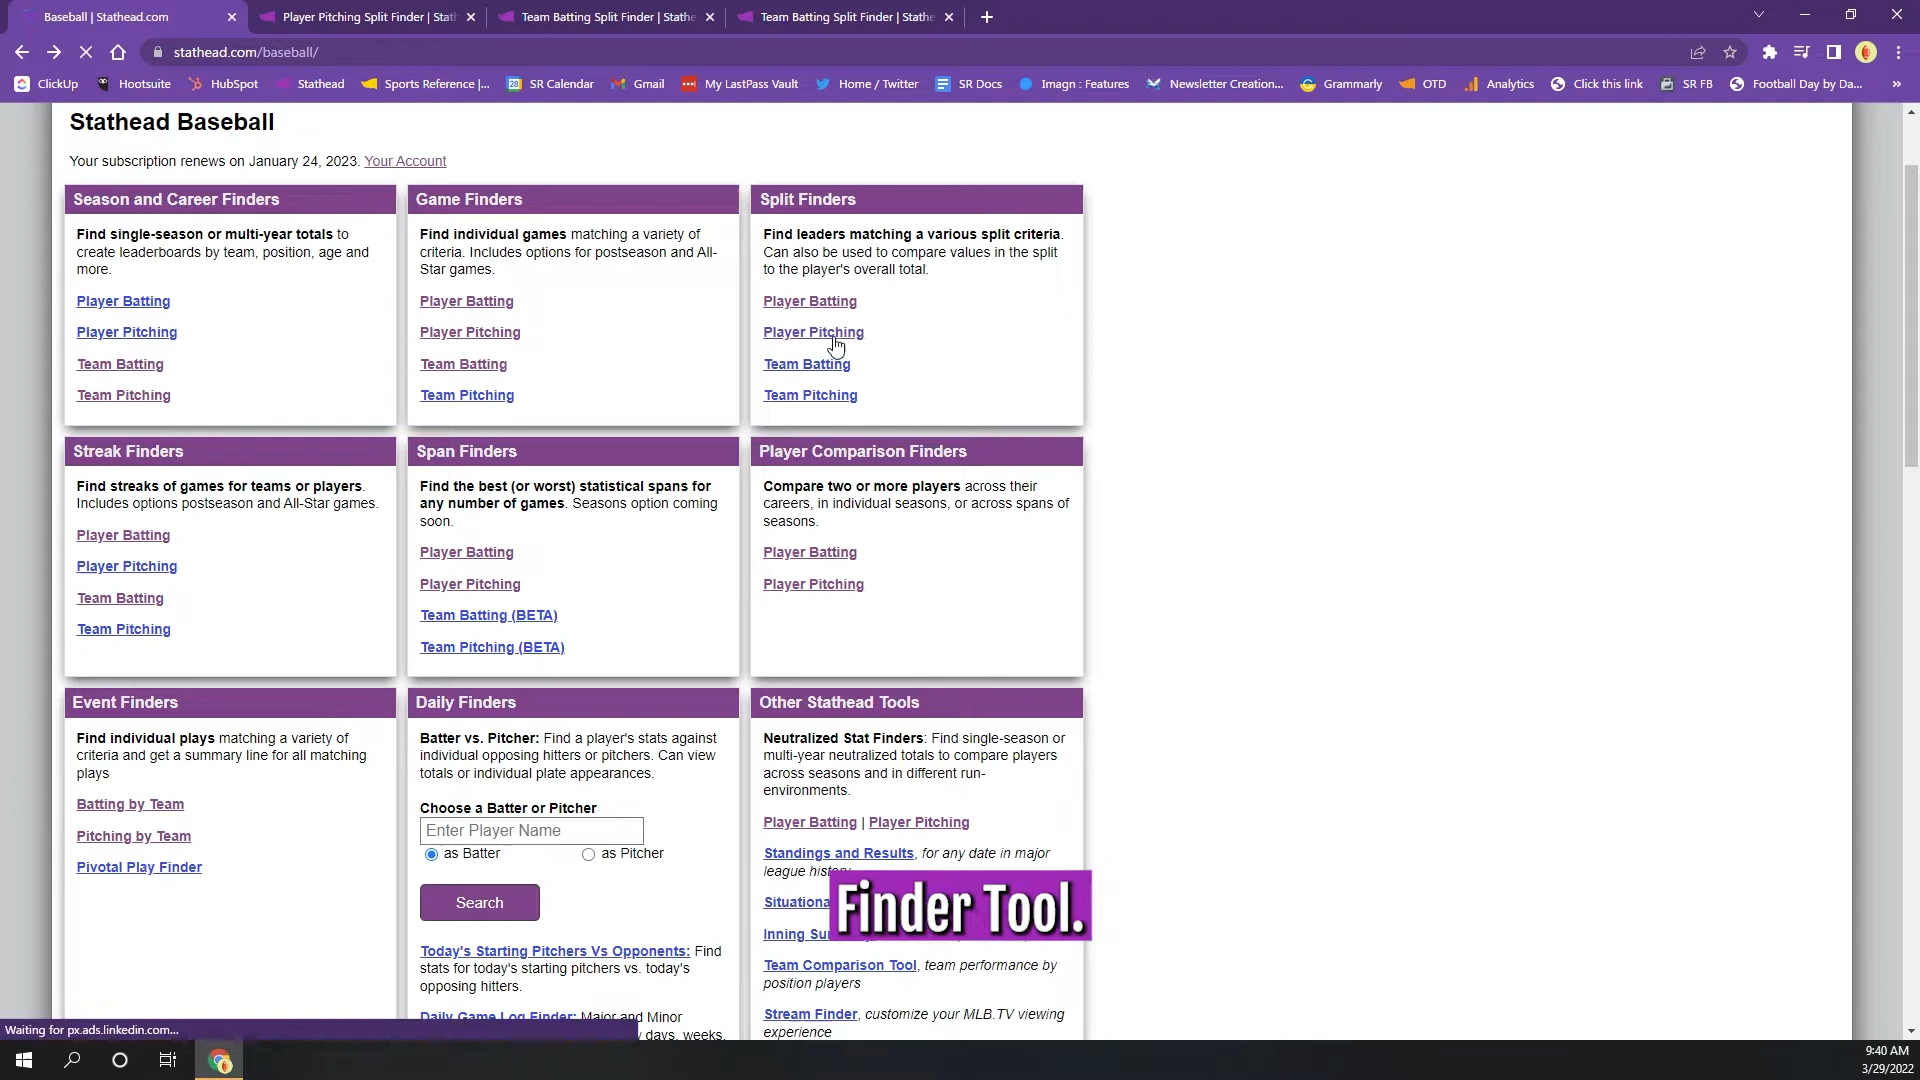 Baseball | Stathead.com
Player Pitching Split Finder | Stath
Team Batting Split Finder | Stathe
Team Batting Split Finder | Stathe
stathead.com/baseball/
ClickUp
Hootsuite
HubSpot
Stathead
Sports Reference |...
SR Calendar
Gmail
My LastPass Vault
Home / Twitter
SR Docs
Imagn : Features
Newsletter Creation...
Grammarly
OTD
Analytics
Click this link
SR FB
Football Day by Da...
Stathead Baseball
Your subscription renews on January 24, 2023. Your Account
Season and Career Finders
Find single-season or multi-year totals to
create leaderboards by team, position, age and
more.
Player Batting
Player Pitching
Team Batting
Team Pitching
Game Finders
Find individual games matching a variety of
criteria. Includes options for postseason and All-
Star games.
Player Batting
Player Pitching
Team Batting
Team Pitching
Split Finders
Find leaders matching a various split criteria.
Can also be used to compare values in the split
to the player's overall total.
Player Batting
Player Pitching
Team Batting
Team Pitching
Streak Finders
Find streaks of games for teams or players.
Includes options postseason and All-Star games.
Player Batting
Player Pitching
Team Batting
Team Pitching
Span Finders
Find the best (or worst) statistical spans for
any number of games. Seasons option coming
soon.
Player Batting
Player Pitching
Team Batting (BETA)
Team Pitching (BETA)
Player Comparison Finders
Compare two or more players across their
careers, in individual seasons, or across spans of
seasons.
Player Batting
Player Pitching
Event Finders
Find individual plays matching a variety of
criteria and get a summary line for all matching
plays
Batting by Team
Pitching by Team
Pivotal Play Finder
Daily Finders
Batter vs. Pitcher: Find a player's stats against
individual opposing hitters or pitchers. Can view
totals or individual plate appearances.
Choose a Batter or Pitcher
Enter Player Name
as Batter
as Pitcher
Search
Today's Starting Pitchers Vs Opponents: Find
stats for today's starting pitchers vs. today's
opposing hitters.
Daily Game Log Finder: Major and Minor
days, weeks,
Other Stathead Tools
Neutralized Stat Finders: Find single-season or
multi-year neutralized totals to compare players
across seasons and in different run-
environments.
Player Batting | Player Pitching
Standings and Results, for any date in major
league history
Situationa
Inning Su
Team Comparison Tool, team performance by
position players
Stream Finder, customize your MLB.TV viewing
experience
Finder Tool.
Waiting for px.ads.linkedin.com...
9:40 AM
3/29/2022